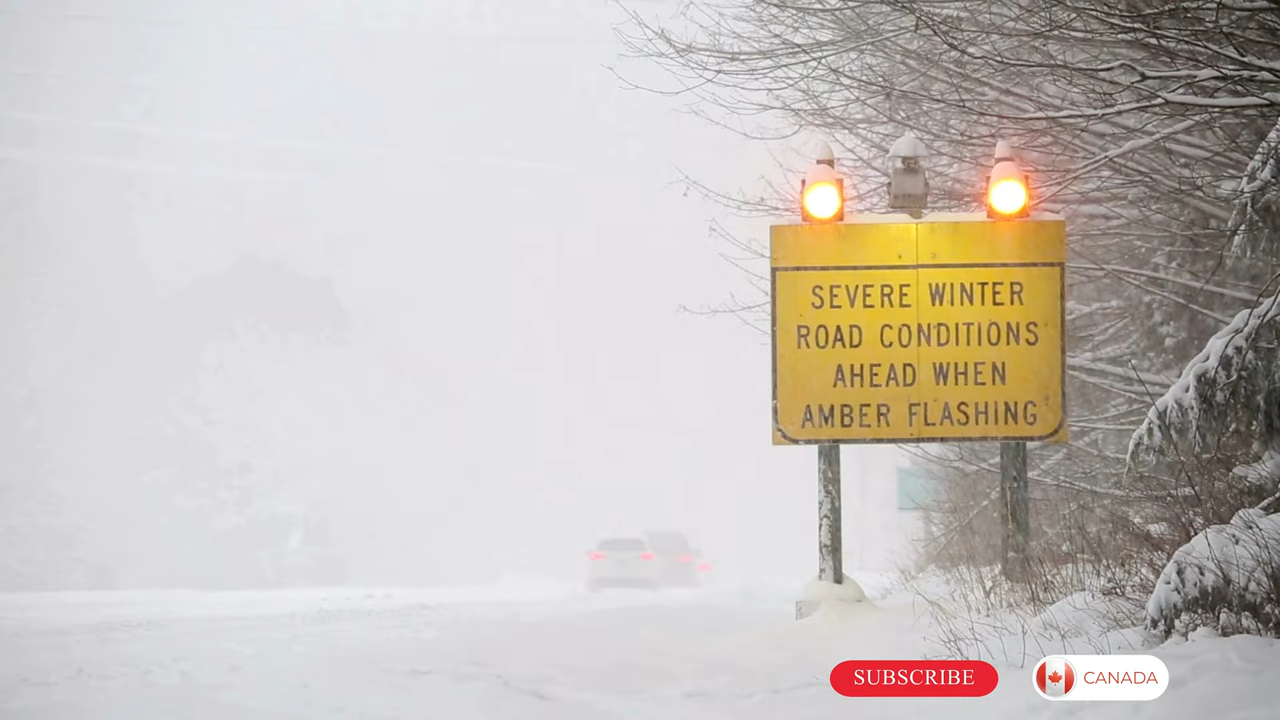 SEVERE WINTER
ROAD CONDITIONS
AHEAD WHEN
AMBER FLASHING
SUBSCRIBE
CANADA